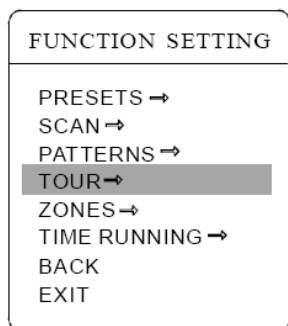 FUNCTION SETTING
PRESETS ⇒
SCAN ⇒
PATTERNS ⇒
TOUR ⇒
ZONES ⇒
TIME RUNNING ⇒
BACK
EXIT